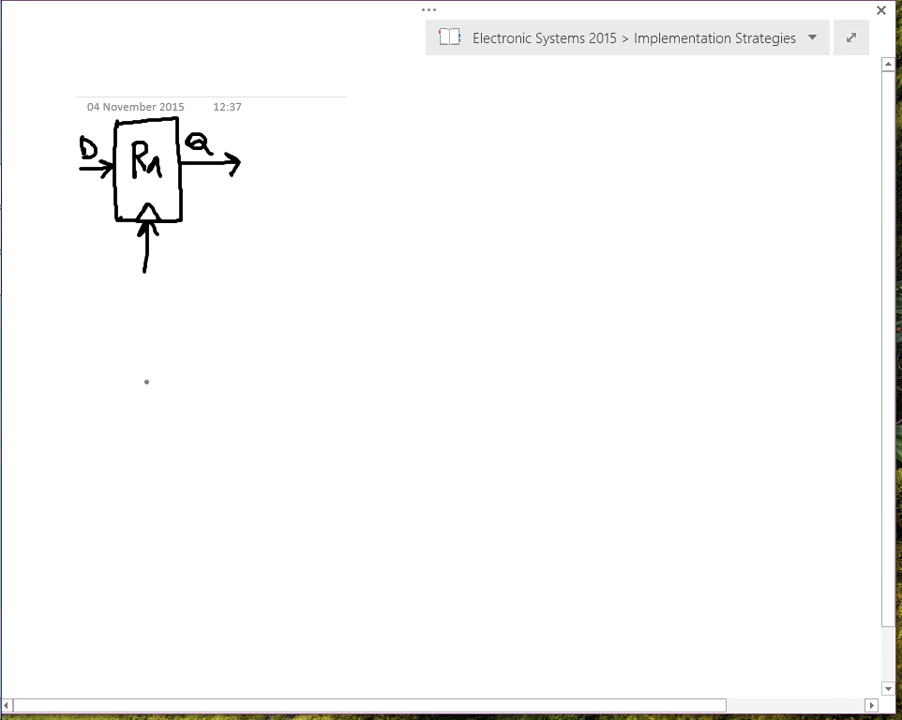 Electronic Systems 2015 > Implementation Strategies
04 November 2015 12:37
D
Q
R1